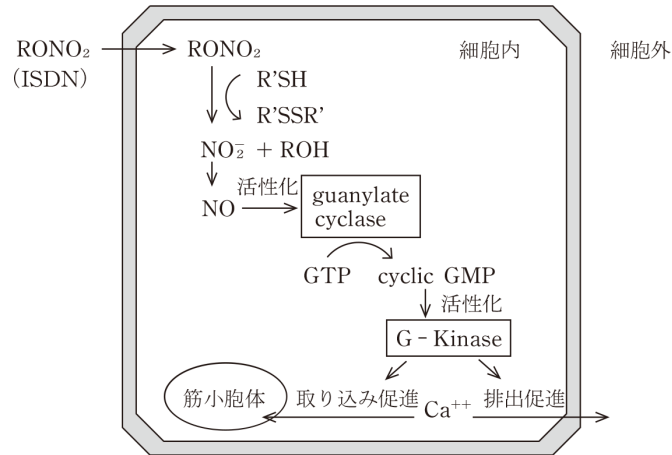 RONO₂
(ISDN)
RONO₂
細胞内
細胞外
R'SH
R'SSR'
NO₂⁻ + ROH
NO
活性化
guanylate
cyclase
GTP
cyclic GMP
活性化
G-Kinase
筋小胞体
取り込み促進
Ca⁺⁺
排出促進